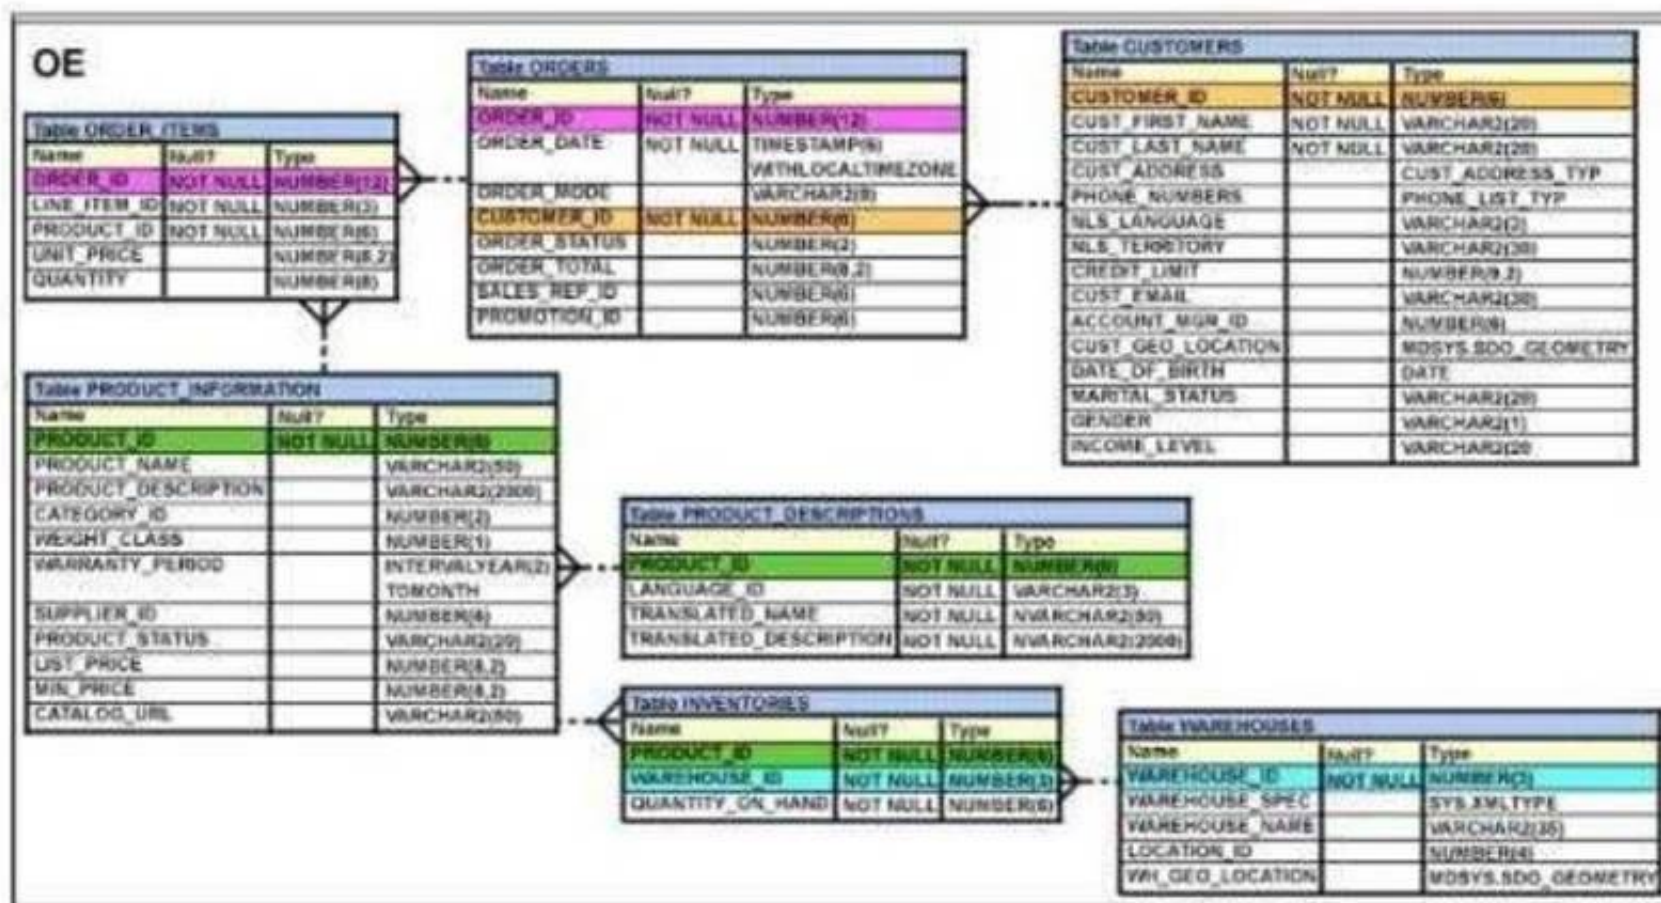 OE
Table ORDER_ITEMS
Name Null? Type
ORDER_ID NOT NULL NUMBER(12)
LINE_ITEM_ID NOT NULL NUMBER(3)
PRODUCT_ID NOT NULL NUMBER(6)
UNIT_PRICE NUMBER(8,2)
QUANTITY NUMBER(8)
Table ORDERS
Name Null? Type
ORDER_ID NOT NULL NUMBER(12)
ORDER_DATE NOT NULL TIMESTAMP(6)
WITHLOCALTIMEZONE
ORDER_MODE VARCHAR2(8)
CUSTOMER_ID NOT NULL NUMBER(6)
ORDER_STATUS NUMBER(2)
ORDER_TOTAL NUMBER(8,2)
SALES_REP_ID NUMBER(6)
PROMOTION_ID NUMBER(6)
Table CUSTOMERS
Name Null? Type
CUSTOMER_ID NOT NULL NUMBER(6)
CUST_FIRST_NAME NOT NULL VARCHAR2(20)
CUST_LAST_NAME NOT NULL VARCHAR2(20)
CUST_ADDRESS CUST_ADDRESS_TYP
PHONE_NUMBERS PHONE_LIST_TYP
NLS_LANGUAGE VARCHAR2(3)
NLS_TERRITORY VARCHAR2(30)
CREDIT_LIMIT NUMBER(9,2)
CUST_EMAIL VARCHAR2(30)
ACCOUNT_MGR_ID NUMBER(6)
CUST_GEO_LOCATION MDSYS.SDO_GEOMETRY
DATE_OF_BIRTH DATE
MARITAL_STATUS VARCHAR2(20)
GENDER VARCHAR2(1)
INCOME_LEVEL VARCHAR2(20
Table PRODUCT_INFORMATION
Name Null? Type
PRODUCT_ID NOT NULL NUMBER(6)
PRODUCT_NAME VARCHAR2(50)
PRODUCT_DESCRIPTION VARCHAR2(2000)
CATEGORY_ID NUMBER(2)
WEIGHT_CLASS NUMBER(1)
WARRANTY_PERIOD INTERVALYEAR(2)
TOMONTH
SUPPLIER_ID NUMBER(6)
PRODUCT_STATUS VARCHAR2(20)
LIST_PRICE NUMBER(8,2)
MIN_PRICE NUMBER(8,2)
CATALOG_URL VARCHAR2(50)
Table PRODUCT_DESCRIPTIONS
Name Null? Type
PRODUCT_ID NOT NULL NUMBER(6)
LANGUAGE_ID NOT NULL VARCHAR2(3)
TRANSLATED_NAME NOT NULL NVARCHAR2(50)
TRANSLATED_DESCRIPTION NOT NULL NVARCHAR2(2000)
Table INVENTORIES
Name Null? Type
PRODUCT_ID NOT NULL NUMBER(6)
WAREHOUSE_ID NOT NULL NUMBER(3)
QUANTITY_ON_HAND NOT NULL NUMBER(8)
Table WAREHOUSES
Name Null? Type
WAREHOUSE_ID NOT NULL NUMBER(3)
WAREHOUSE_SPEC SYS.XMLTYPE
WAREHOUSE_NAME VARCHAR2(35)
LOCATION_ID NUMBER(4)
WH_GEO_LOCATION MDSYS.SDO_GEOMETRY